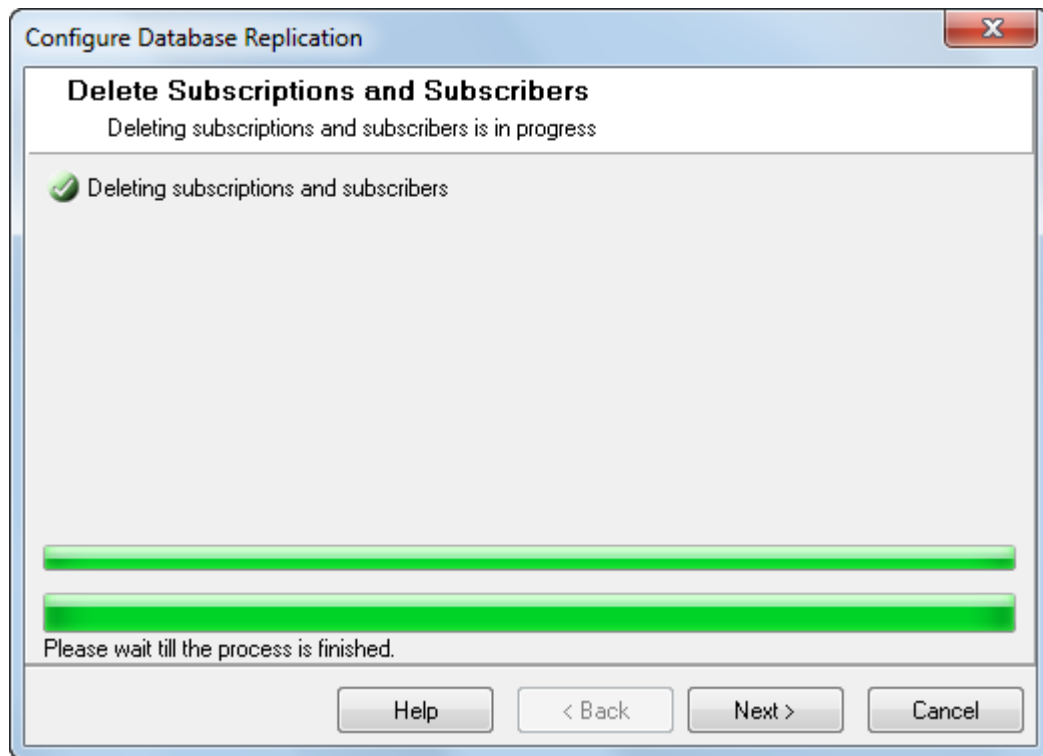 Configure Database Replication
Delete Subscriptions and Subscribers
Deleting subscriptions and subscribers is in progress
Deleting subscriptions and subscribers
Please wait till the process is finished.
Help
< Back
Next >
Cancel